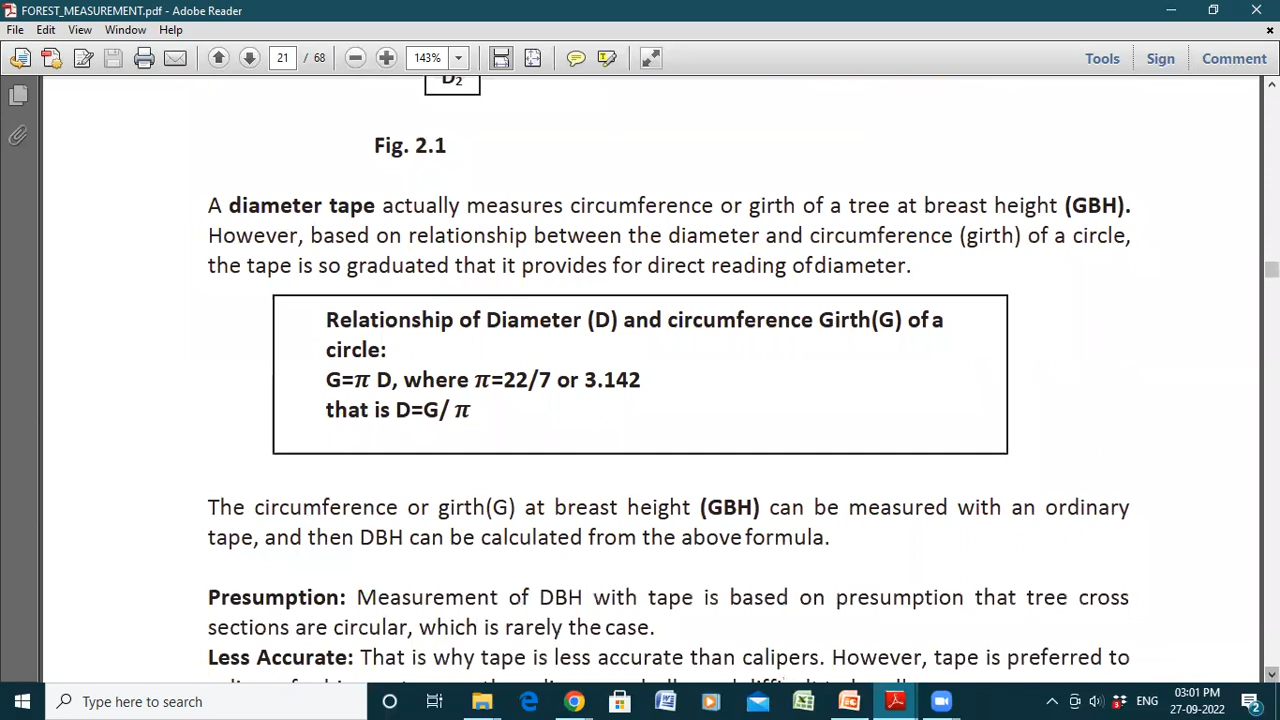 FOREST_MEASUREMENT.pdf - Adobe Reader
File Edit View Window Help
21 / 68 143% Tools Sign Comment
D2
Fig. 2.1
A diameter tape actually measures circumference or girth of a tree at breast height (GBH).
However, based on relationship between the diameter and circumference (girth) of a circle,
the tape is so graduated that it provides for direct reading of diameter.
Relationship of Diameter (D) and circumference Girth(G) of a
circle:
G=π D, where π=22/7 or 3.142
that is D=G/ π
The circumference or girth(G) at breast height (GBH) can be measured with an ordinary
tape, and then DBH can be calculated from the above formula.
Presumption: Measurement of DBH with tape is based on presumption that tree cross
sections are circular, which is rarely the case.
Less Accurate: That is why tape is less accurate than calipers. However, tape is preferred to
Type here to search
ENG
03:01 PM
27-09-2022
2